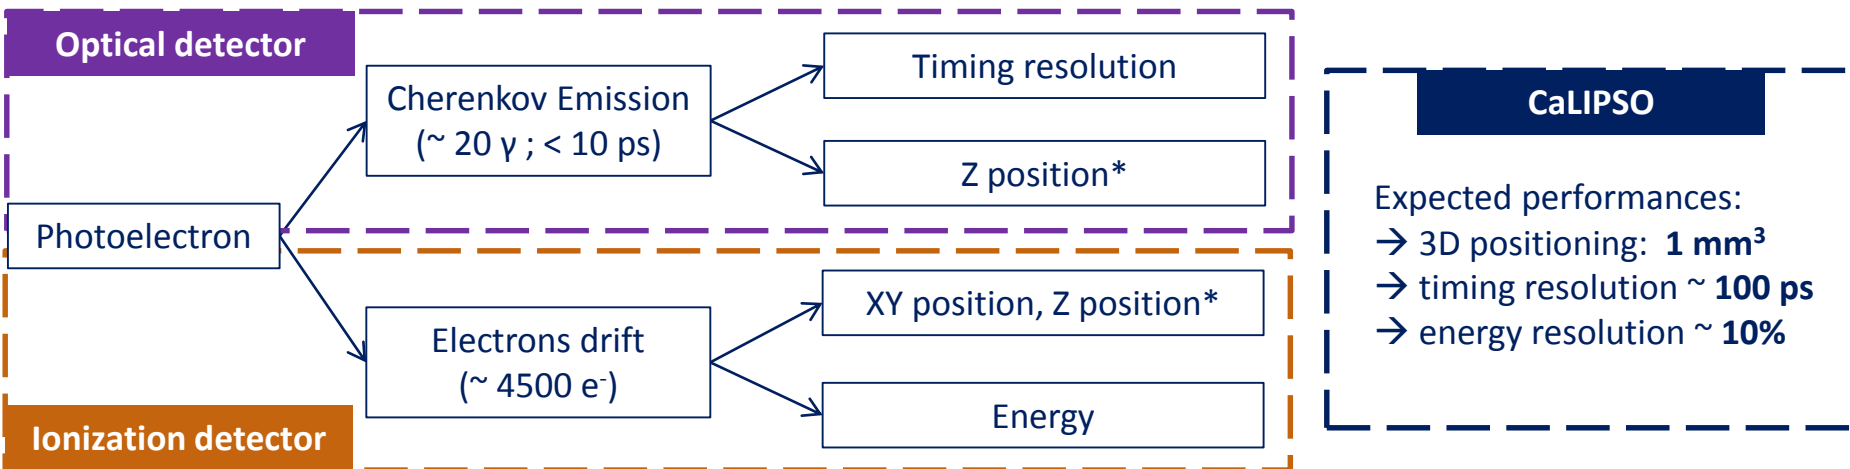 Optical detector
Cherenkov Emission
(~ 20 γ ; < 10 ps)
Timing resolution
Z position*
Photoelectron
Electrons drift
(~ 4500 e⁻)
XY position, Z position*
Energy
Ionization detector
CaLIPSO
Expected performances:
→ 3D positioning: 1 mm³
→ timing resolution ~ 100 ps
→ energy resolution ~ 10%